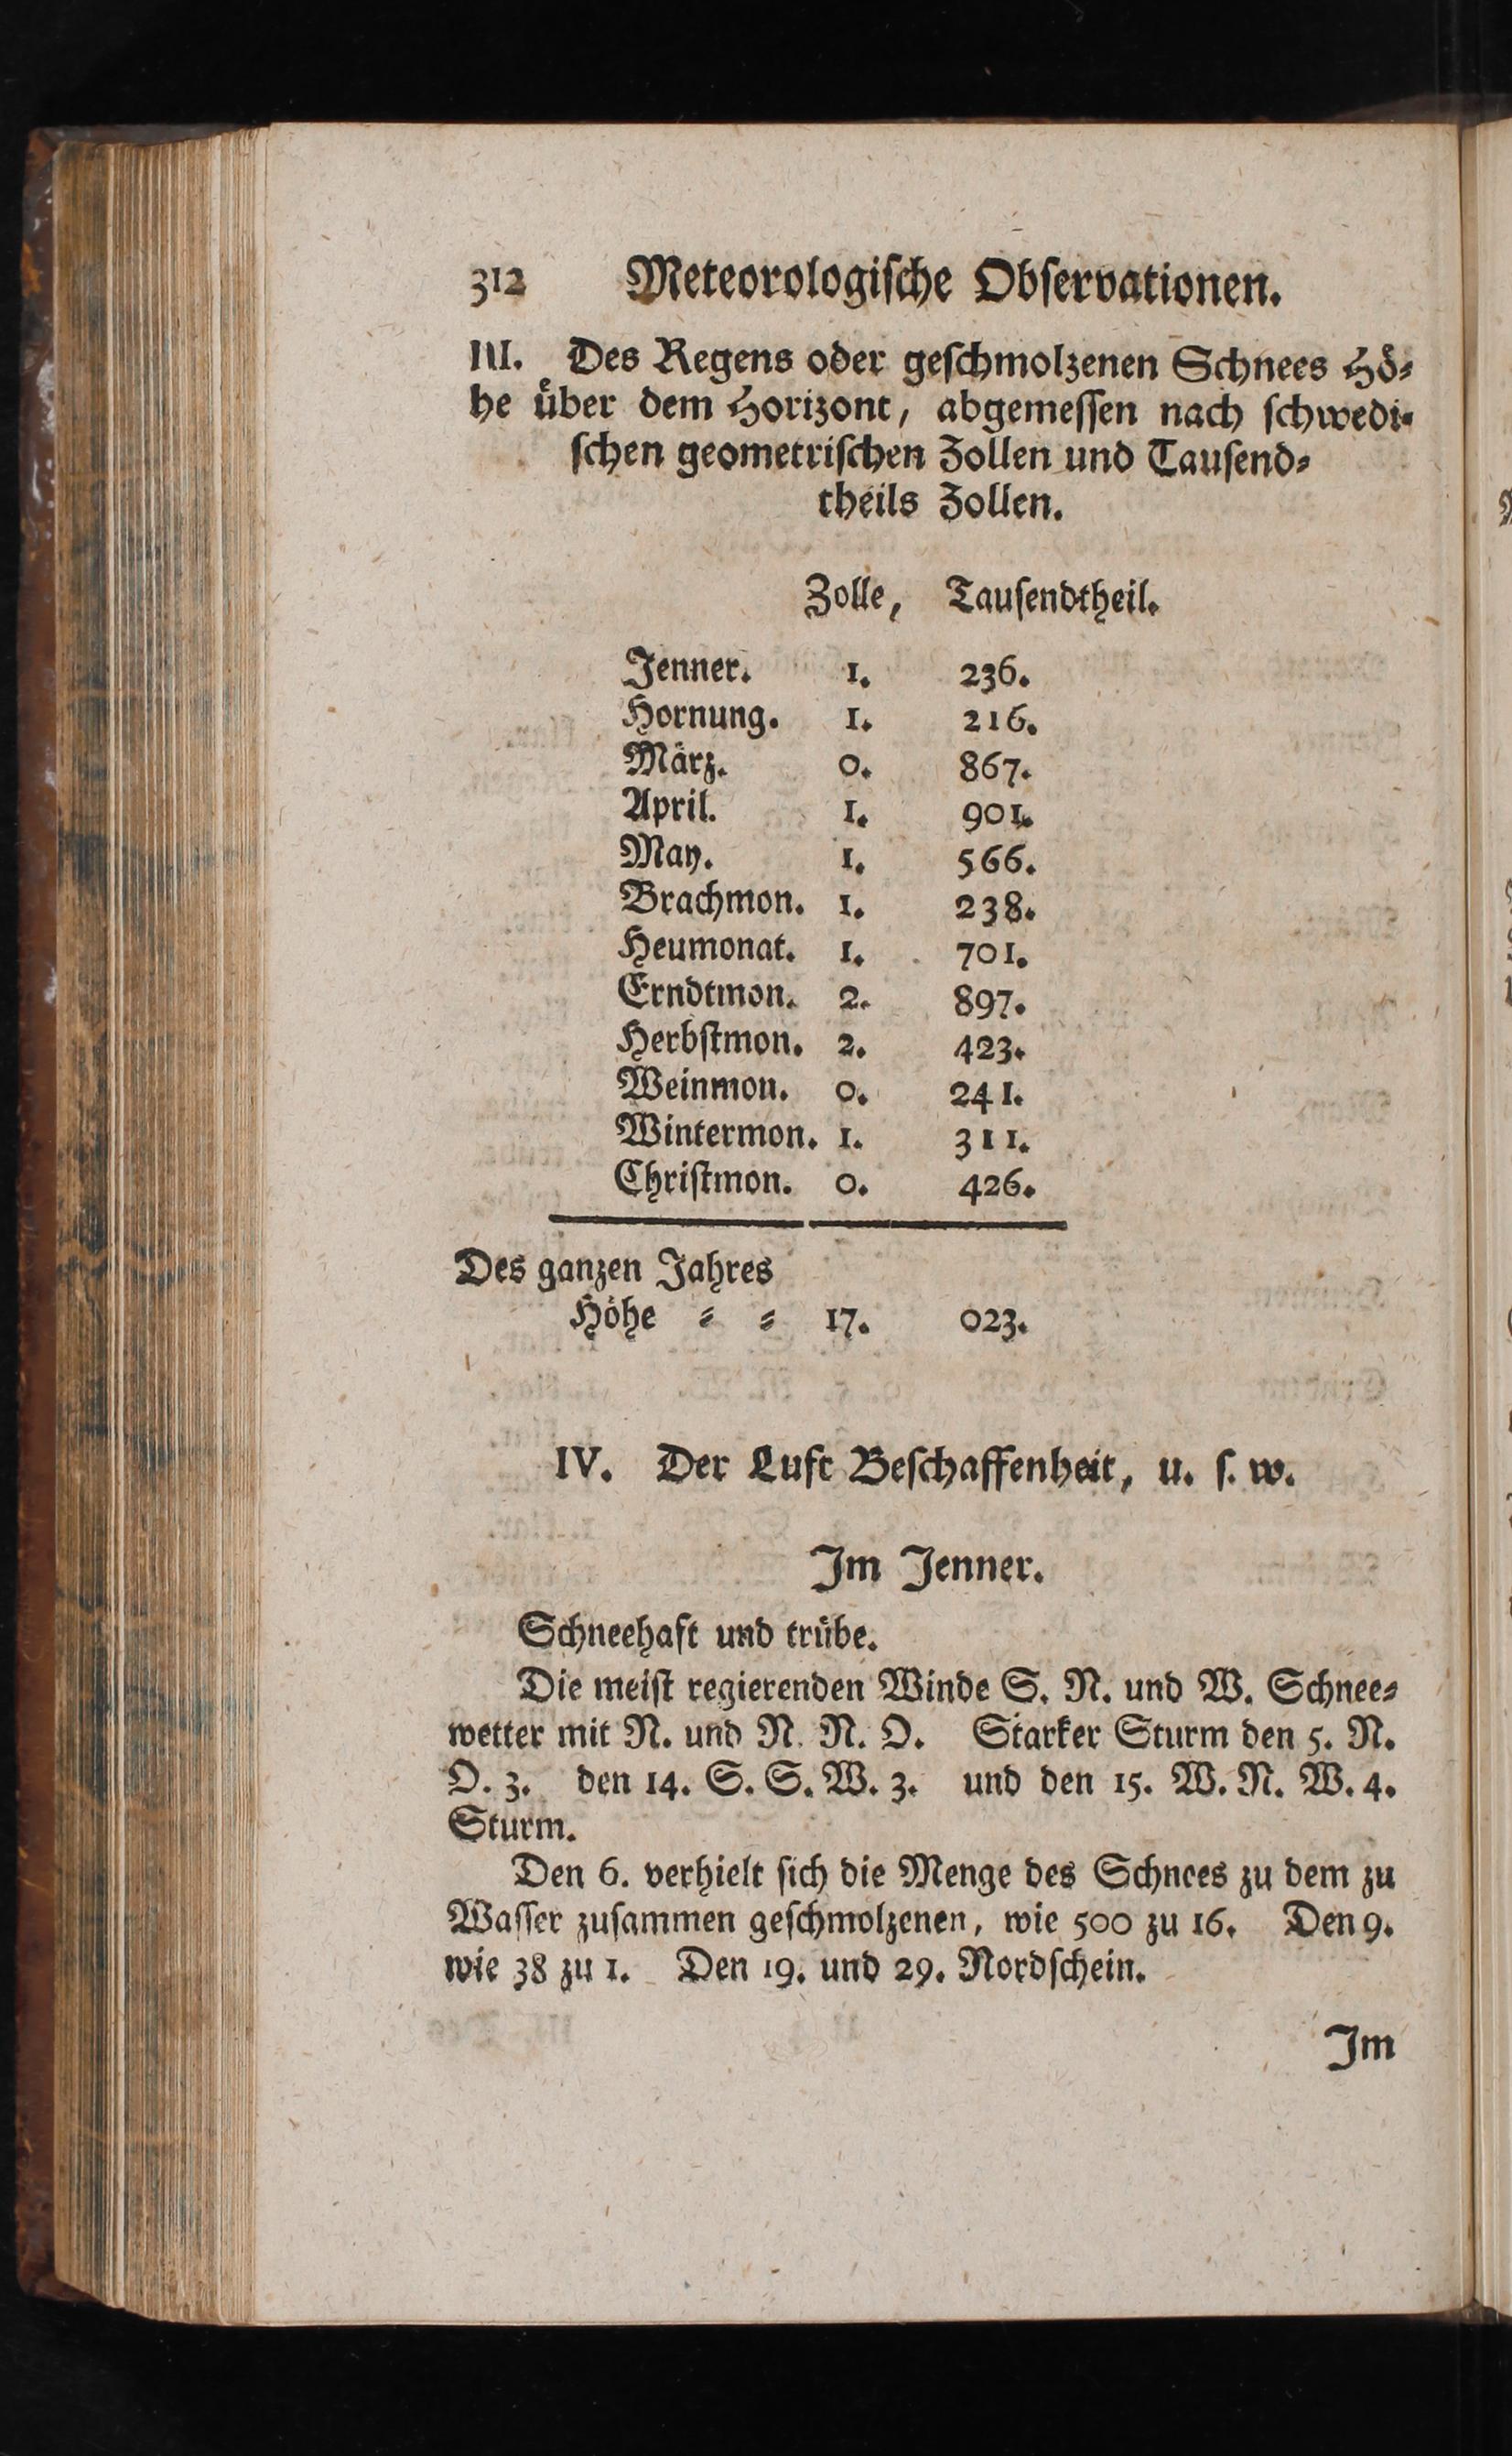 312 Meteorologiſche Obſervationen.
III. Des Regens oder geſchmolzenen Schnees Hö⸗
he über dem Horizont, abgemeſſen nach ſchwedi⸗
ſchen geometriſchen Zollen und Tauſend⸗
theils Zollen.
Zolle, Tauſendtheil.
Jenner. 1. 236.
Hornung. 1. 216.
März. 0. 867.
April. 1. 901.
May. 1. 566.
Brachmon. 1. 238.
Heumonat. 1. 701.
Erndtmon. 2. 897.
Herbſtmon. 2. 423.
Weinmon. 0. 241.
Wintermon. 1. 311.
Chriſtmon. 0. 426.
Des ganzen Jahres
Höhe ⸗ ⸗ 17. 023.
IV. Der Luft Beſchaffenheit, u. ſ. w.
Im Jenner.
Schneehaft und trübe.
Die meiſt regierenden Winde S. N. und W. Schnee⸗
wetter mit N. und N. N. O. Starker Sturm den 5. N.
O. 3. den 14. S. S. W. 3. und den 15. W. N. W. 4.
Sturm.
Den 6. verhielt ſich die Menge des Schnees zu dem zu
Waſſer zuſammen geſchmolzenen, wie 500 zu 16. Den 9.
wie 38 zu 1. Den 19. und 29. Nordſchein.
Im